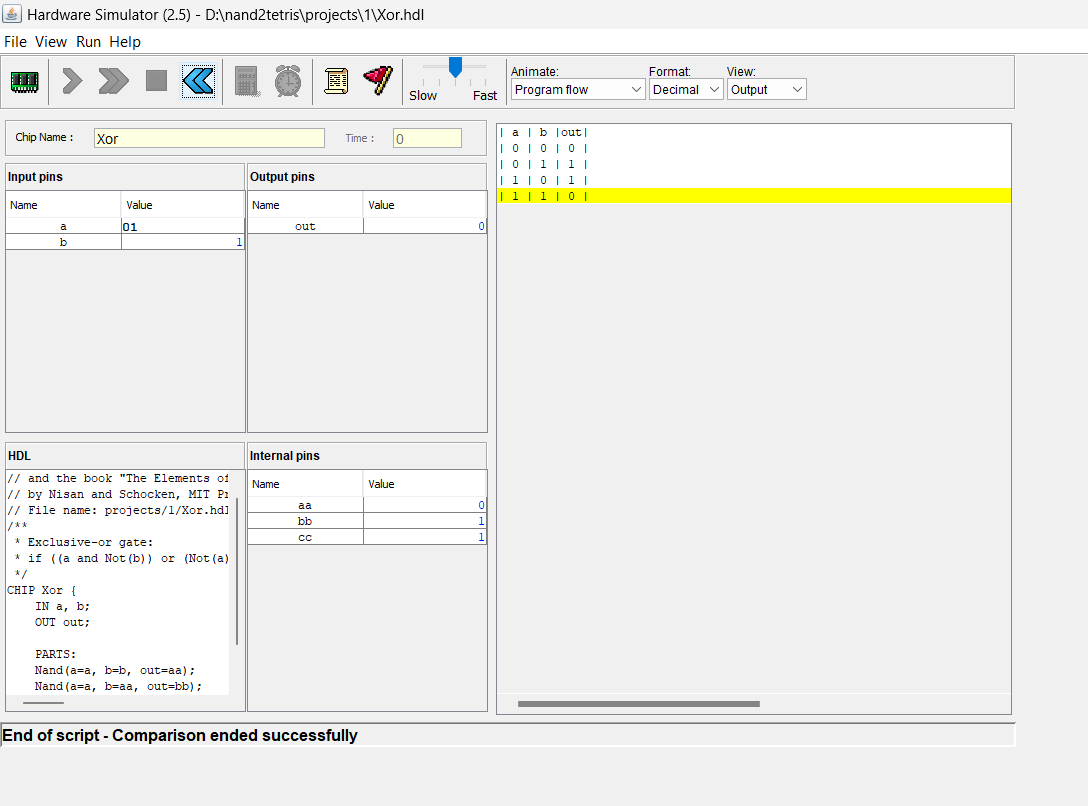 Hardware Simulator (2.5) - D:\nand2tetris\projects\1\Xor.hdl
File View Run Help
Slow Fast
Animate: Format: View:
Program flow Decimal Output
Chip Name : Xor Time : 0
Input pins
Name Value
a 01
b 1
Output pins
Name Value
out 0
HDL
// and the book "The Elements of
// by Nisan and Schocken, MIT Pr
// File name: projects/1/Xor.hdl
/**
* Exclusive-or gate:
* if ((a and Not(b)) or (Not(a)
*/
CHIP Xor {
IN a, b;
OUT out;
PARTS:
Nand(a=a, b=b, out=aa);
Nand(a=a, b=aa, out=bb);
Internal pins
Name Value
aa 0
bb 1
cc 1
| a | b |out|
| 0 | 0 | 0 |
| 0 | 1 | 1 |
| 1 | 0 | 1 |
| 1 | 1 | 0 |
End of script - Comparison ended successfully